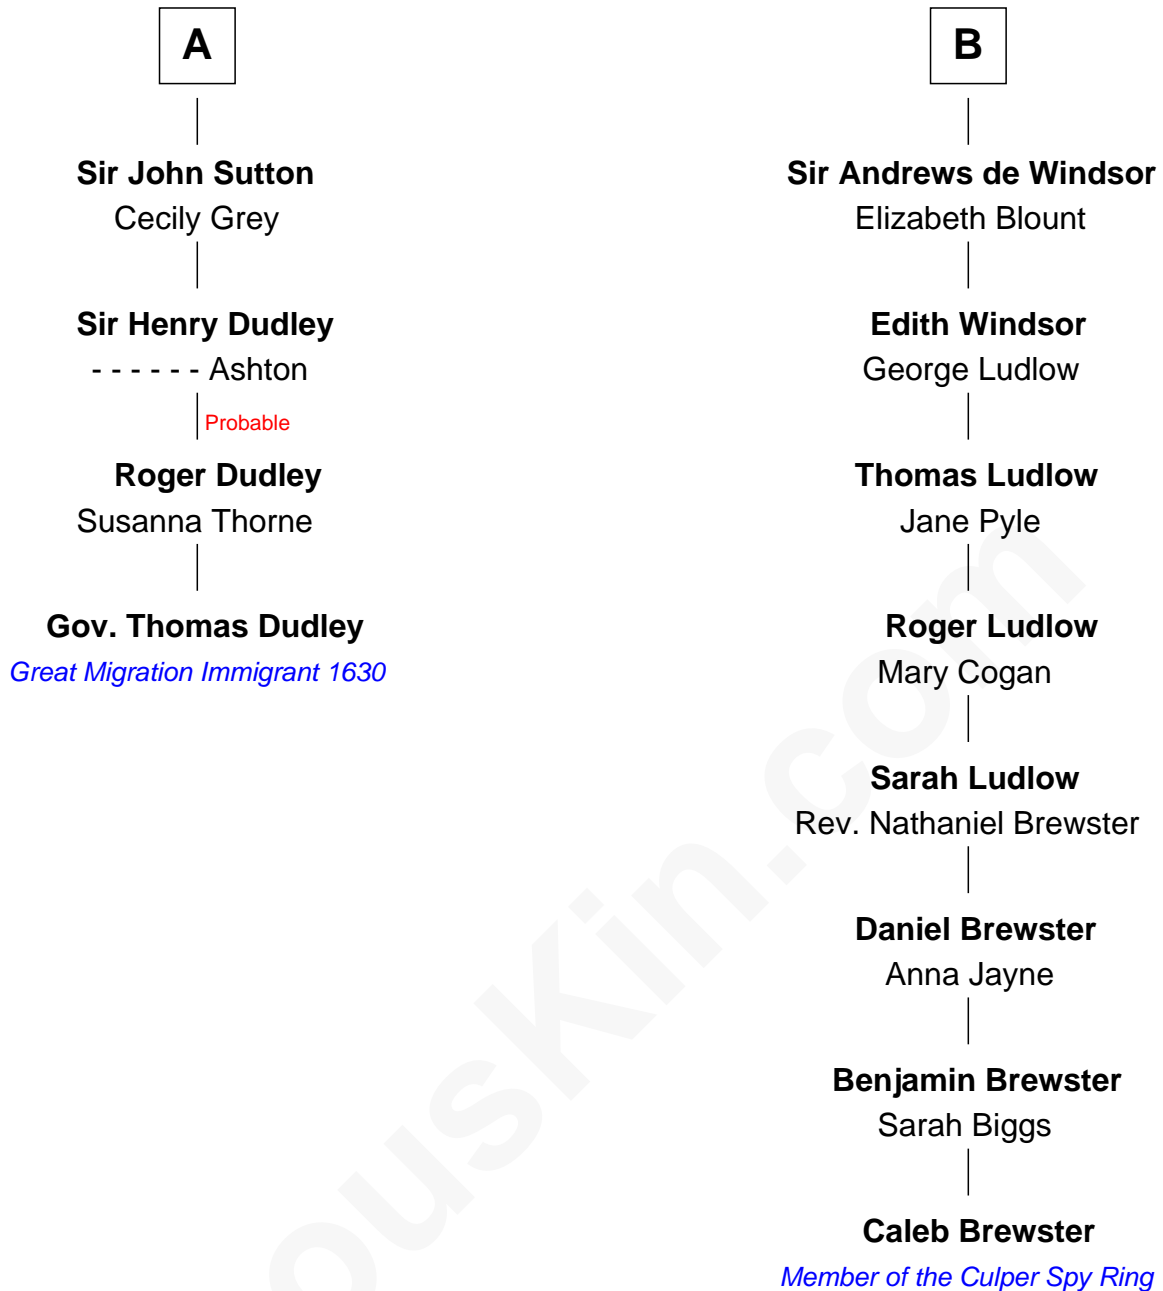 A
Sir John Sutton
Cecily Grey
Sir Henry Dudley
- - - - - - Ashton
Probable
Roger Dudley
Susanna Thorne
Gov. Thomas Dudley
Great Migration Immigrant 1630
B
Sir Andrews de Windsor
Elizabeth Blount
Edith Windsor
George Ludlow
Thomas Ludlow
Jane Pyle
Roger Ludlow
Mary Cogan
Sarah Ludlow
Rev. Nathaniel Brewster
Daniel Brewster
Anna Jayne
Benjamin Brewster
Sarah Biggs
Caleb Brewster
Member of the Culper Spy Ring
ousKin.com